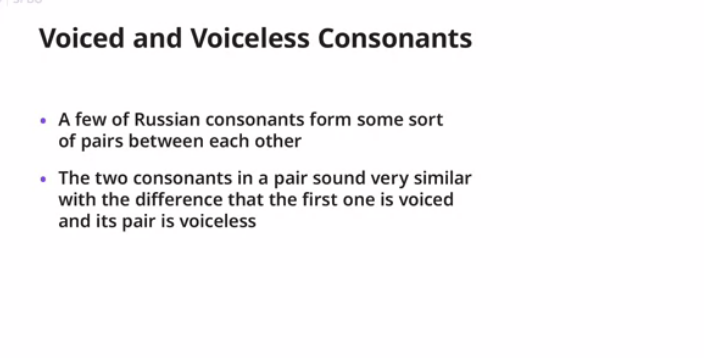 Voiced and Voiceless Consonants
• A few of Russian consonants form some sort
of pairs between each other
• The two consonants in a pair sound very similar
with the difference that the first one is voiced
and its pair is voiceless